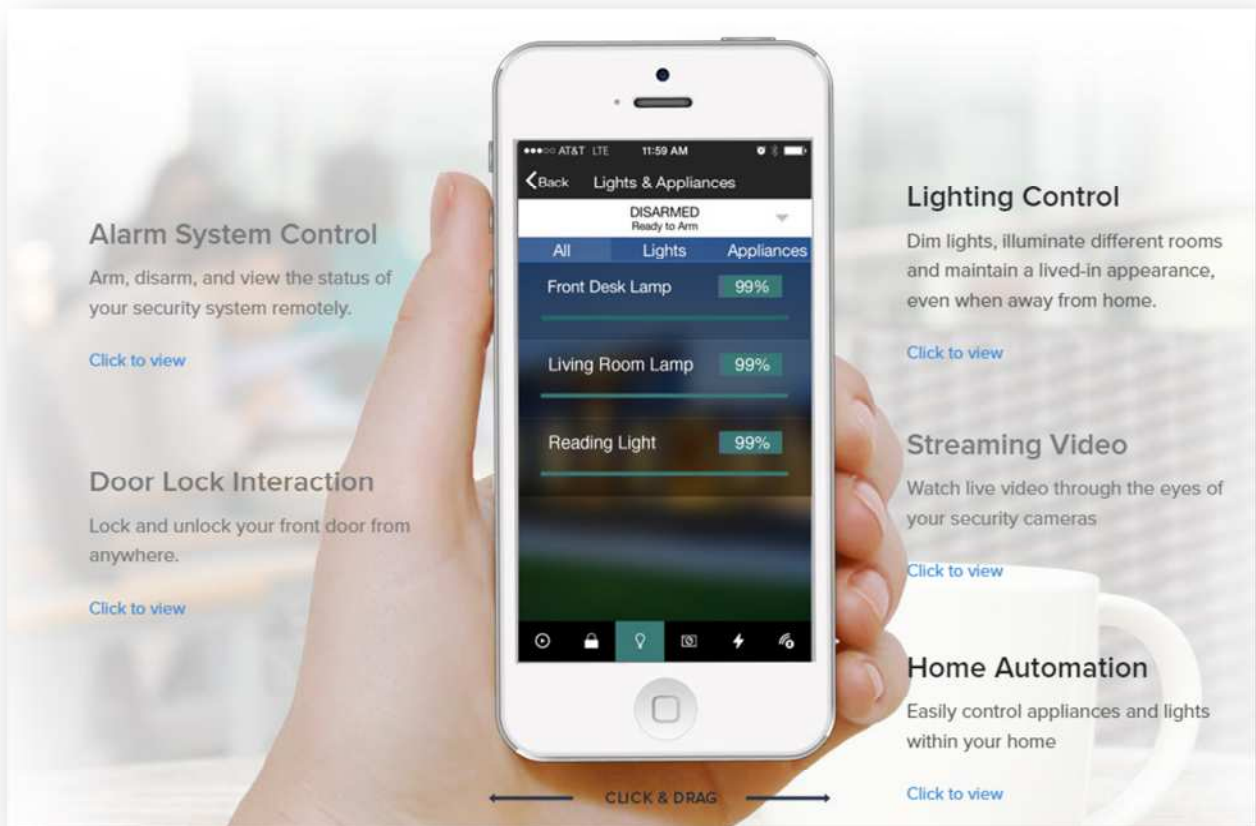 Alarm System Control
Arm, disarm, and view the status of
your security system remotely.
Click to view
Door Lock Interaction
Lock and unlock your front door from
anywhere.
Click to view
AT&T LTE 11:59 AM
Back Lights & Appliances
DISARMED
Ready to Arm
All Lights Appliances
Front Desk Lamp 99%
Living Room Lamp 99%
Reading Light 99%
CLICK & DRAG
Lighting Control
Dim lights, illuminate different rooms
and maintain a lived-in appearance,
even when away from home.
Click to view
Streaming Video
Watch live video through the eyes of
your security cameras
Click to view
Home Automation
Easily control appliances and lights
within your home
Click to view